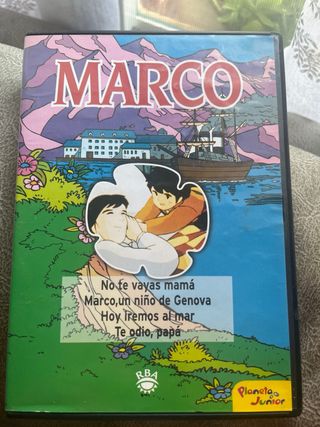 MARCO
No te vayas mamá
Marco,un niño de Genova
Hoy iremos al mar
Te odio, papá
RBA
Planeta
Junior